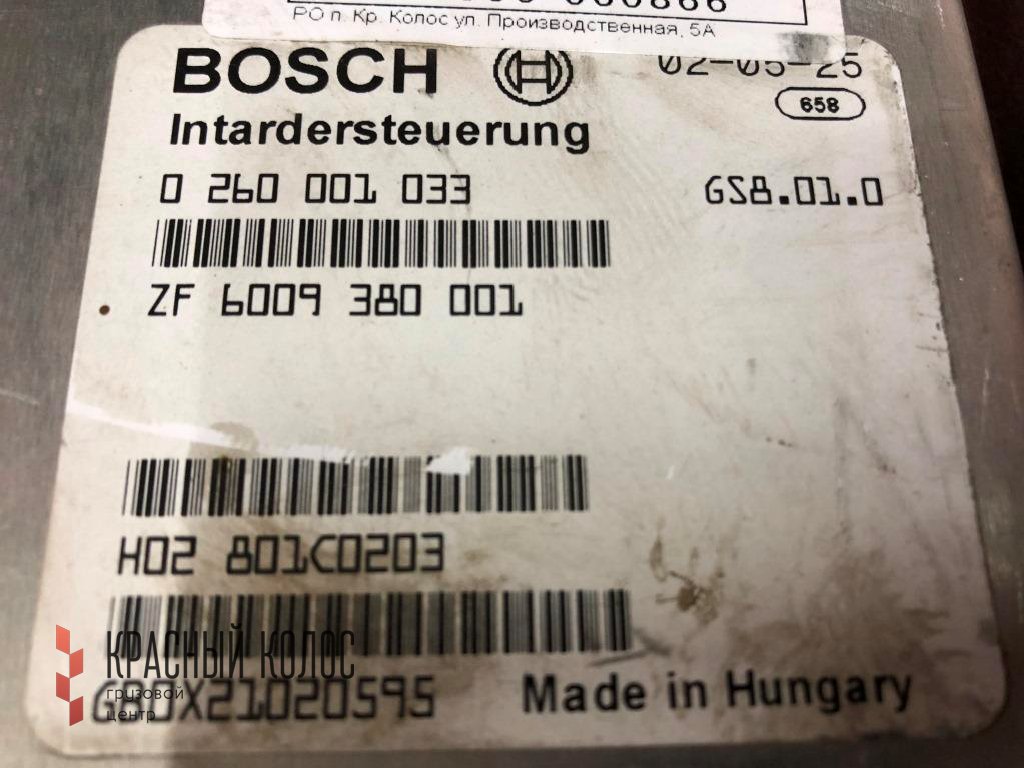 РО п. Кр. Колос ул. Производственная, 5А
BOSCH
02-05-25
658
Intardersteuerung
0 260 001 033
GS8.01.0
ZF 6009 380 001
H02 801C0203
КРАСНЫЙ КОЛОС
грузовой
центр
Made in Hungary